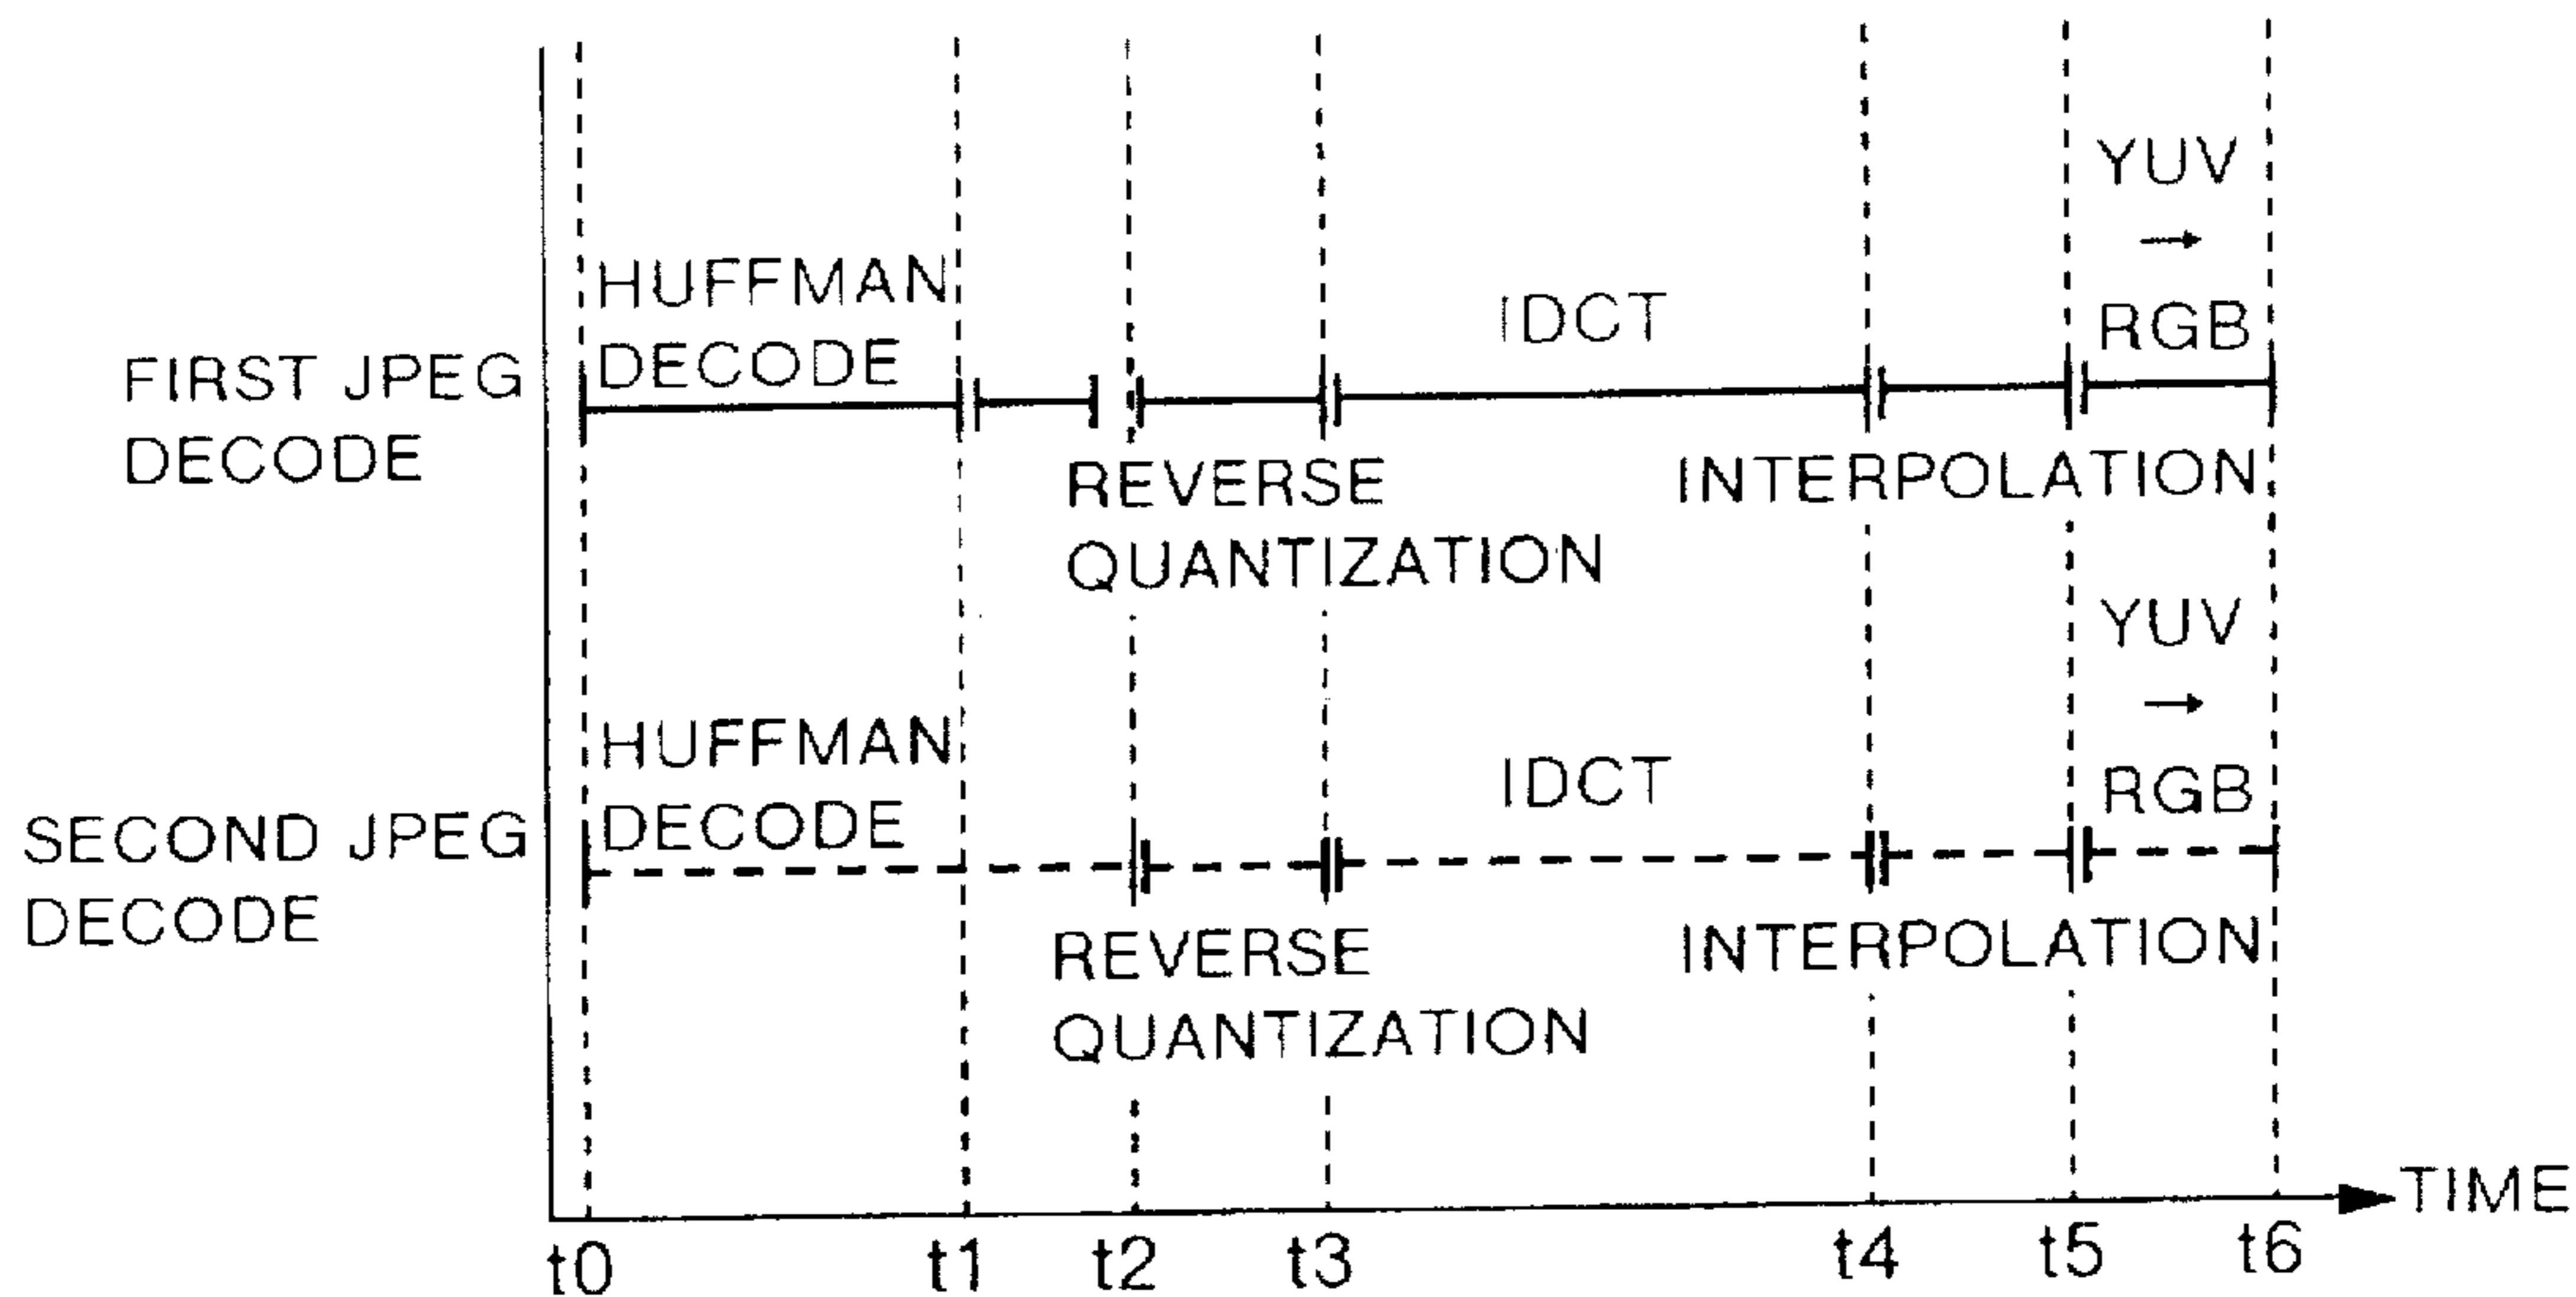 YUV
→
RGB
HUFFMAN
DECODE
IDCT
FIRST JPEG
DECODE
REVERSE
QUANTIZATION
INTERPOLATION
YUV
→
RGB
HUFFMAN
DECODE
IDCT
SECOND JPEG
DECODE
REVERSE
QUANTIZATION
INTERPOLATION
TIME
t0 t1 t2 t3 t4 t5 t6